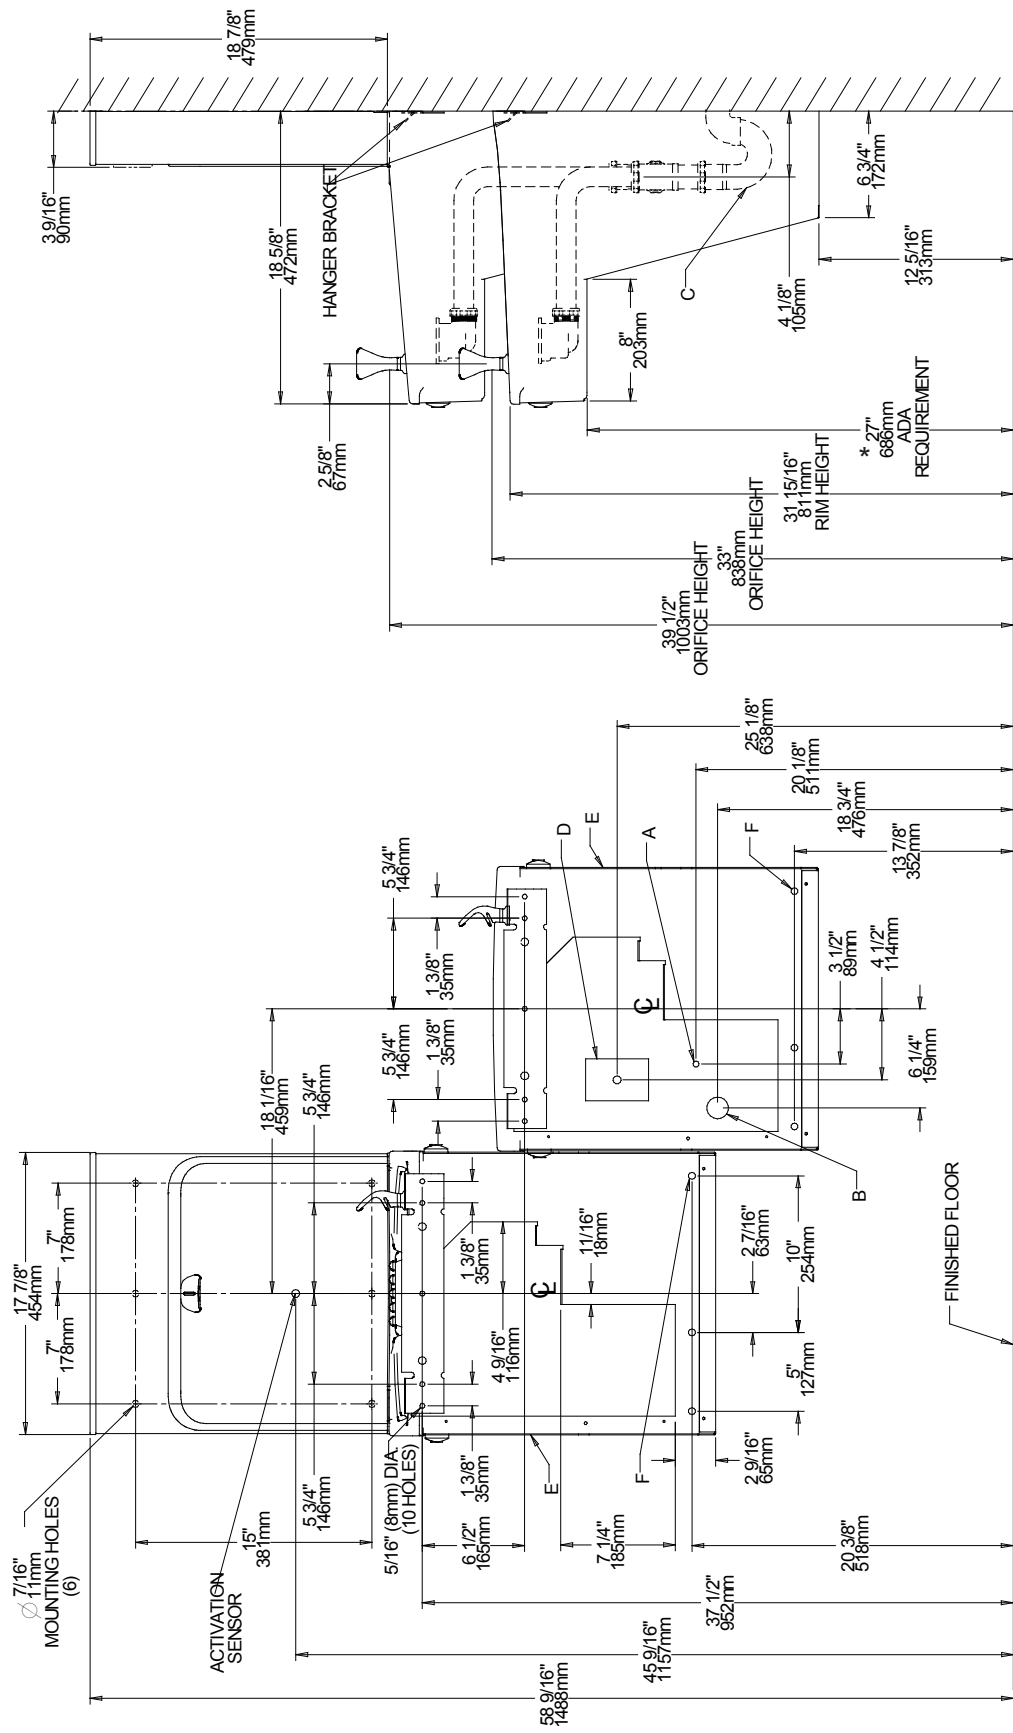 18 7/8"
479mm
3 9/16"
90mm
18 5/8"
472mm
HANGER BRACKET
2 5/8"
67mm
6 3/4"
172mm
12 5/16"
313mm
C
4 1/8"
105mm
8"
203mm
* 27"
686mm
ADA
REQUIREMENT
31 15/16"
811mm
RIM HEIGHT
33"
838mm
ORIFICE HEIGHT
39 1/2"
1003mm
ORIFICE HEIGHT
25 1/8"
638mm
20 1/8"
511mm
18 3/4"
476mm
13 7/8"
352mm
D
E
A
F
5 3/4"
146mm
1 3/8"
35mm
1 3/8"
35mm
5 3/4"
146mm
CL
3 1/2"
89mm
4 1/2"
114mm
6 1/4"
159mm
B
18 1/16"
459mm
5 3/4"
146mm
17 7/8"
454mm
7"
178mm
7"
178mm
1 3/8"
35mm
11/16"
18mm
CL
4 9/16"
116mm
2 7/16"
63mm
10"
254mm
5"
127mm
FINISHED FLOOR
5 3/4"
146mm
5/16" (8mm) DIA.
(10 HOLES)
1 3/8"
35mm
E
F
2 9/16"
65mm
Ø 7/16"
11mm
MOUNTING HOLES
(6)
15"
381mm
ACTIVATION
SENSOR
6 1/2"
165mm
7 1/4"
185mm
20 3/8"
518mm
37 1/2"
952mm
45 9/16"
1157mm
58 9/16"
1488mm